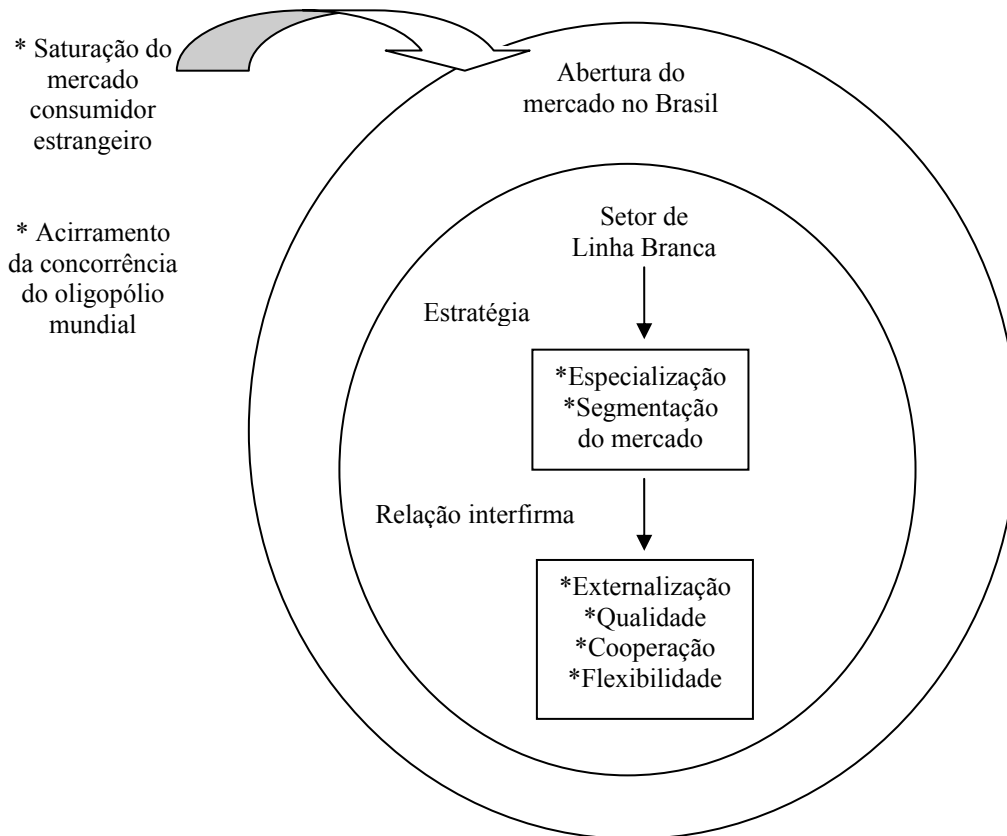 * Saturação do
mercado
consumidor
estrangeiro
* Acirramento
da concorrência
do oligopólio
mundial
Abertura do
mercado no Brasil
Setor de
Linha Branca
Estratégia
*Especialização
*Segmentação
do mercado
Relação interfirma
*Externalização
*Qualidade
*Cooperação
*Flexibilidade